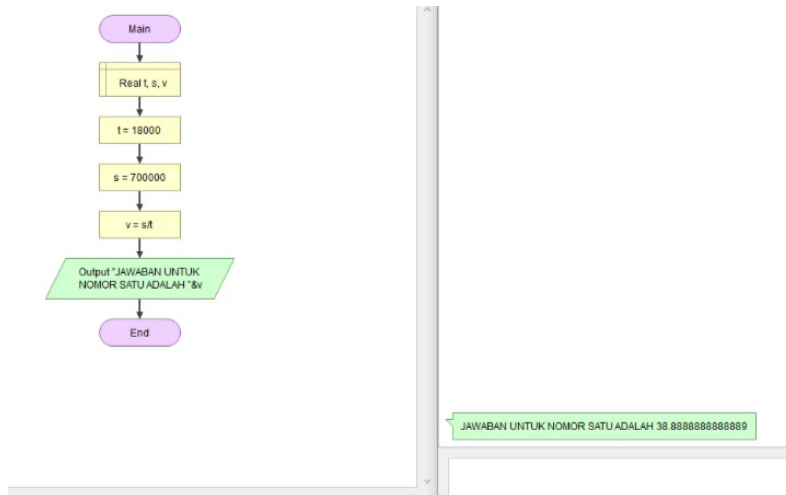 Main
Real t, s, v
t = 18000
s = 700000
v = s/t
Output "JAWABAN UNTUK
NOMOR SATU ADALAH "&v
End
JAWABAN UNTUK NOMOR SATU ADALAH 38.8888888888889